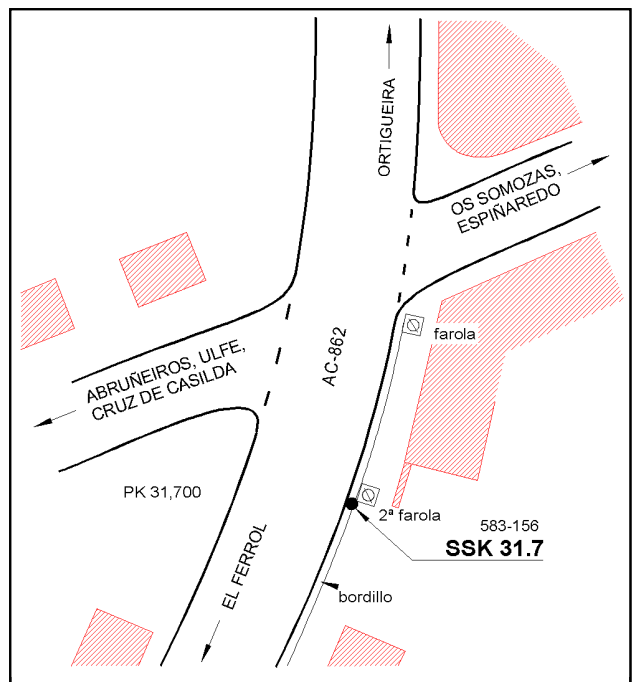 ORTIGUEIRA
OS SOMOZAS,
ESPIÑAREDO
farola
AC-862
ABRUÑEIROS, ULFE,
CRUZ DE CASILDA
PK 31,700
2ª farola
583-156
SSK 31.7
EL FERROL
bordillo